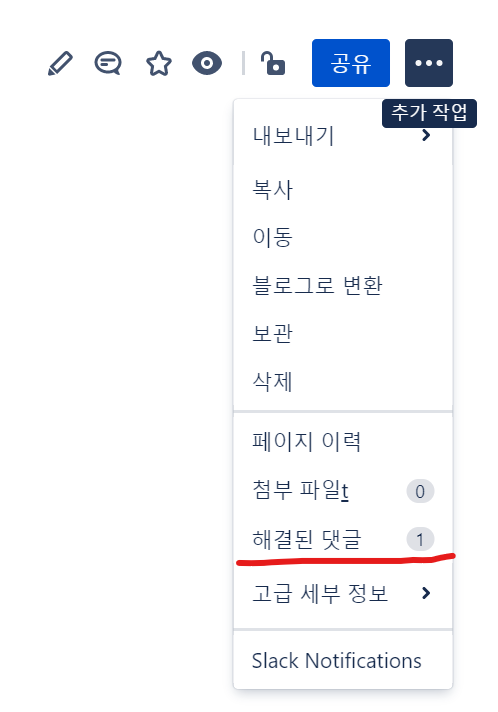 공유
추가 작업
내보내기
복사
이동
블로그로 변환
보관
삭제
페이지 이력
첨부 파일t 0
해결된 댓글 1
고급 세부 정보
Slack Notifications